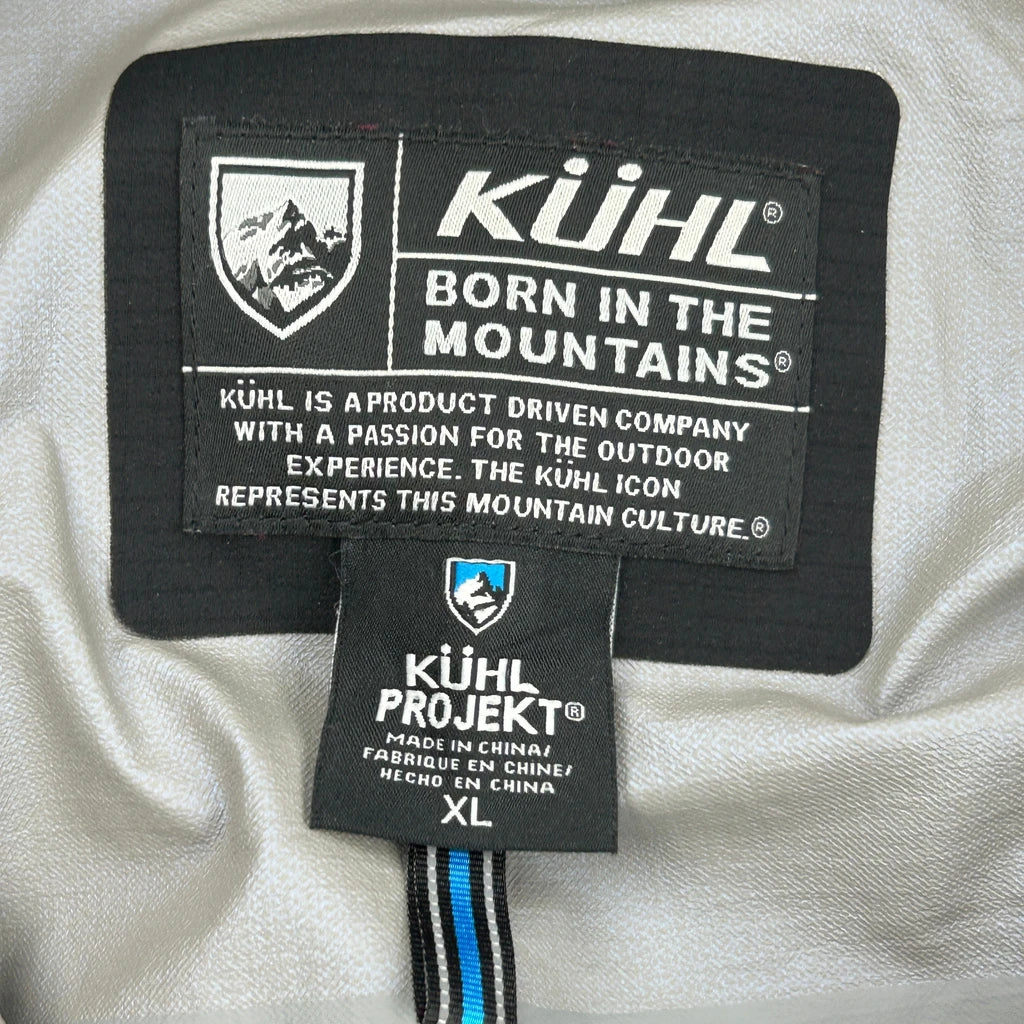 KÜHL®
BORN IN THE
MOUNTAINS®
KÜHL IS A PRODUCT DRIVEN COMPANY
WITH A PASSION FOR THE OUTDOOR
EXPERIENCE. THE KÜHL ICON
REPRESENTS THIS MOUNTAIN CULTURE.®
KÜHL
PROJEKT®
MADE IN CHINA/
FABRIQUE EN CHINE/
HECHO EN CHINA
XL